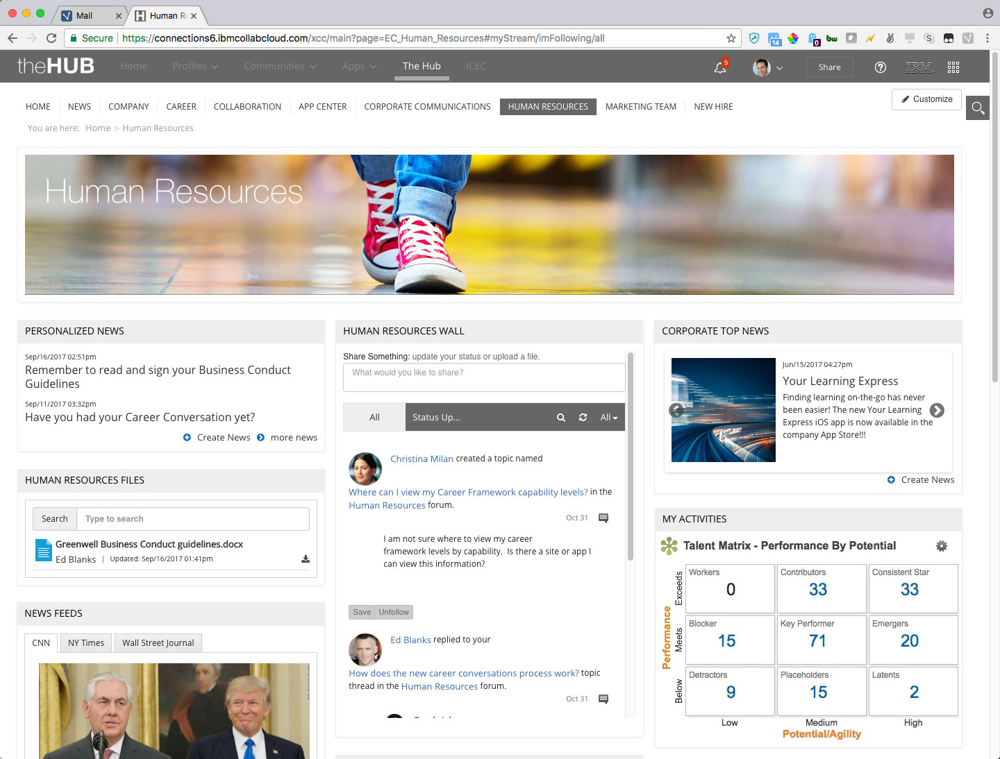 Mail
Human Re
Secure
https://connections6.ibmcollabcloud.com/xcc/main?page=EC_Human_Resources#myStream/imFollowing/all
14
0
bw
S
theHUB
Home
Profiles
Communities
Apps
The Hub
ICEC
9
Share
?
IBM
HOME
NEWS
COMPANY
CAREER
COLLABORATION
APP CENTER
CORPORATE COMMUNICATIONS
HUMAN RESOURCES
MARKETING TEAM
NEW HIRE
Customize
You are here: Home > Human Resources
Human Resources
PERSONALIZED NEWS
Sep/16/2017 02:51pm
Remember to read and sign your Business Conduct
Guidelines
Sep/11/2017 03:32pm
Have you had your Career Conversation yet?
Create News
more news
HUMAN RESOURCES FILES
Search
Type to search
Greenwell Business Conduct guidelines.docx
Ed Blanks | Updated: Sep/16/2017 01:41pm
NEWS FEEDS
CNN
NY Times
Wall Street Journal
HUMAN RESOURCES WALL
Share Something: update your status or upload a file.
What would you like to share?
All
Status Up...
All
Christina Milan created a topic named
Where can I view my Career Framework capability levels? in the
Human Resources forum.
Oct 31
I am not sure where to view my career
framework levels by capability. Is there a site or app I
can view this information?
Save
Unfollow
Ed Blanks replied to your
How does the new career conversations process work? topic
thread in the Human Resources forum.
Oct 31
CORPORATE TOP NEWS
Jun/15/2017 04:27pm
Your Learning Express
Finding learning on-the-go has never
been easier! The new Your Learning
Express iOS app is now available in the
company App Store!!!
Create News
MY ACTIVITIES
Talent Matrix - Performance By Potential
Performance
Exceeds
Workers
0
Contributors
33
Consistent Star
33
Meets
Blocker
15
Key Performer
71
Emergers
20
Below
Detractors
9
Placeholders
15
Latents
2
Low
Medium
High
Potential/Agility